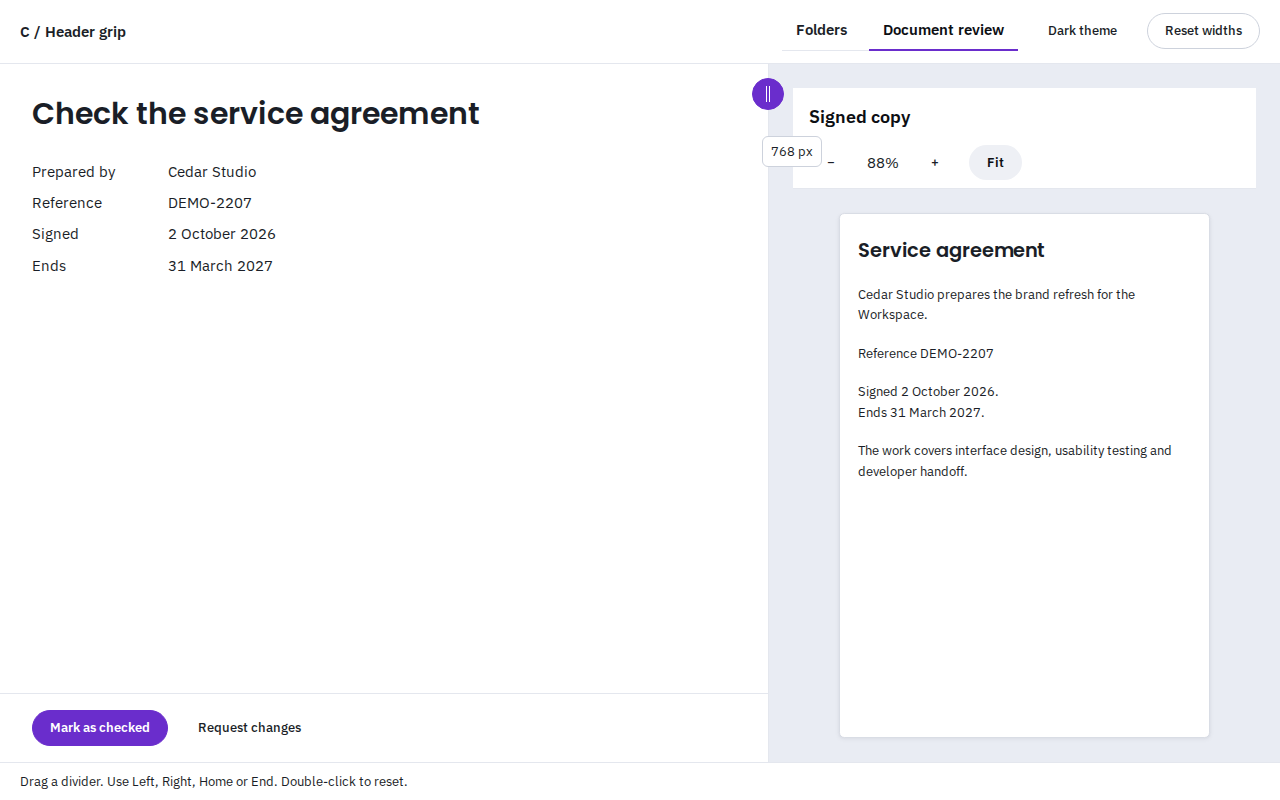 C / Header grip
Folders
Document review
Dark theme
Reset widths
Check the service agreement
Prepared by Cedar Studio
Reference DEMO-2207
Signed 2 October 2026
Ends 31 March 2027
Mark as checked
Request changes
768 px
Signed copy
− 88% + Fit
Service agreement
Cedar Studio prepares the brand refresh for the
Workspace.
Reference DEMO-2207
Signed 2 October 2026.
Ends 31 March 2027.
The work covers interface design, usability testing and
developer handoff.
Drag a divider. Use Left, Right, Home or End. Double-click to reset.